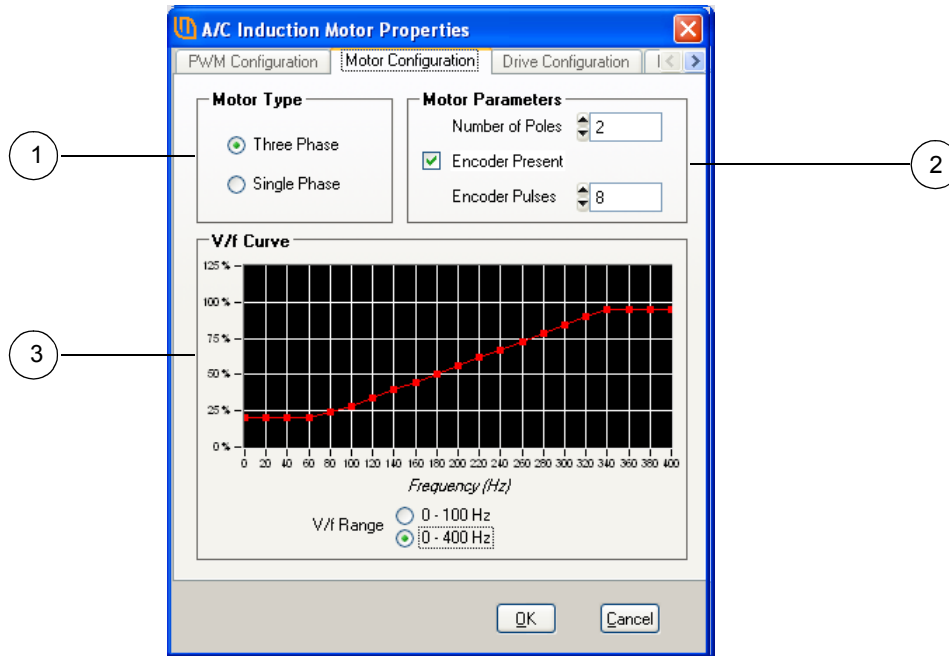 A/C Induction Motor Properties
PWM Configuration Motor Configuration Drive Configuration
Motor Type
Three Phase
Single Phase
Motor Parameters
Number of Poles 2
Encoder Present
Encoder Pulses 8
1
2
V/f Curve
125%
100%
75%
50%
25%
0%
0 20 40 60 80 100 120 140 160 180 200 220 240 260 280 300 320 340 360 380 400
Frequency (Hz)
3
V/f Range 0 - 100 Hz
0 - 400 Hz
OK Cancel